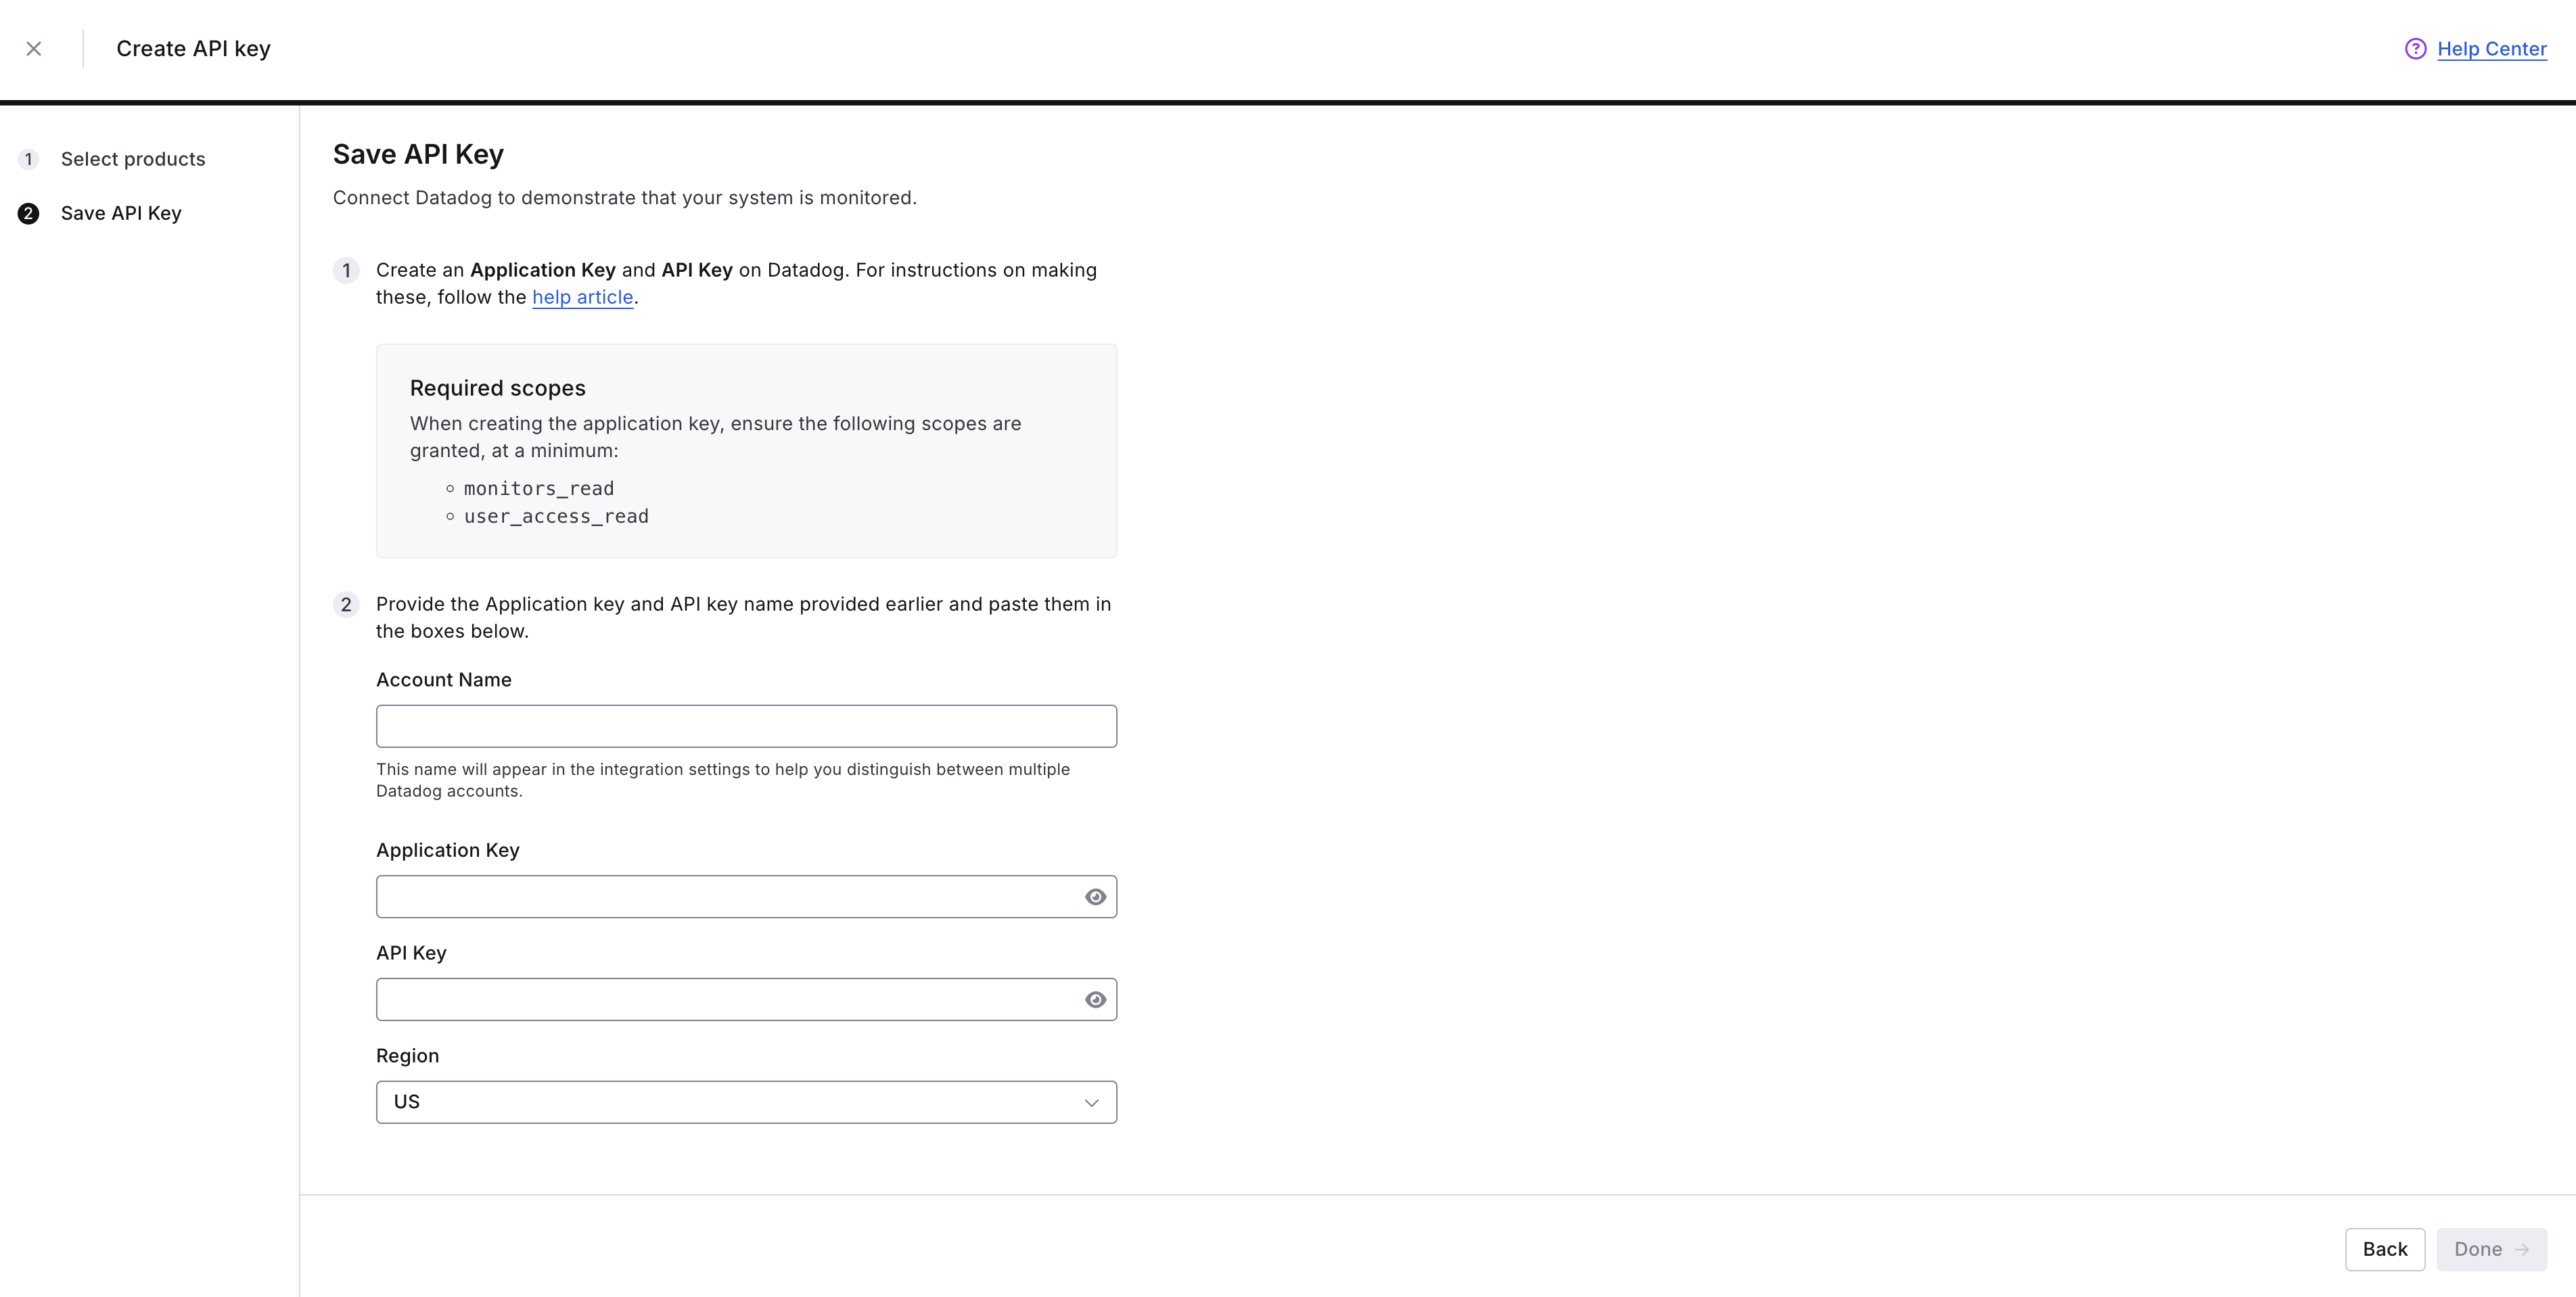 Create API key
Help Center
1 Select products
2 Save API Key
Save API Key
Connect Datadog to demonstrate that your system is monitored.
1 Create an Application Key and API Key on Datadog. For instructions on making
these, follow the help article.
Required scopes
When creating the application key, ensure the following scopes are
granted, at a minimum:
monitors_read
user_access_read
2 Provide the Application key and API key name provided earlier and paste them in
the boxes below.
Account Name
This name will appear in the integration settings to help you distinguish between multiple
Datadog accounts.
Application Key
API Key
Region
US
Back
Done